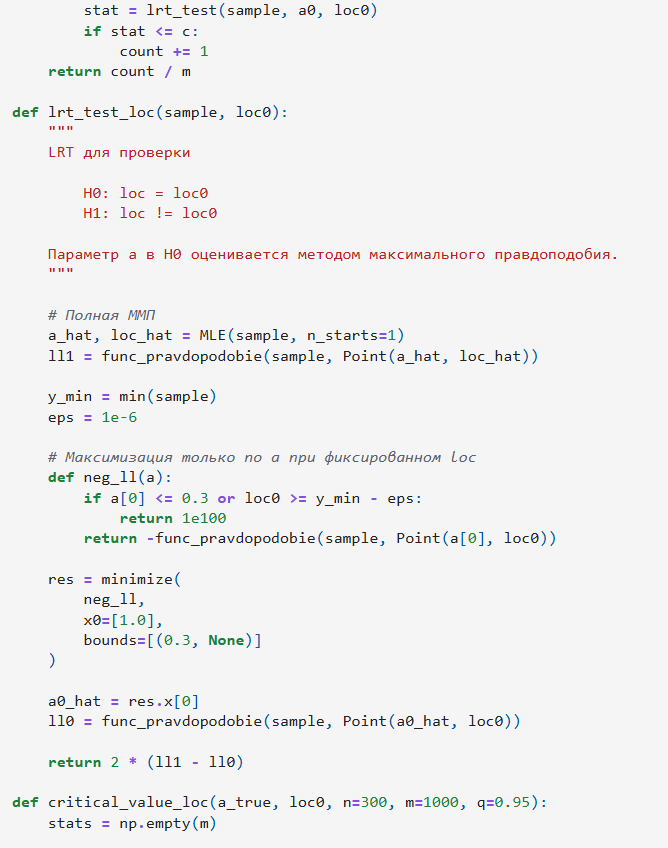 stat = lrt_test(sample, a0, loc0)
        if stat <= c:
            count += 1
    return count / m

def lrt_test_loc(sample, loc0):
    """
    LRT для проверки

        H0: loc = loc0
        H1: loc != loc0

    Параметр a в H0 оценивается методом максимального правдоподобия.
    """

    # Полная ММП
    a_hat, loc_hat = MLE(sample, n_starts=1)
    ll1 = func_pravdopodobie(sample, Point(a_hat, loc_hat))

    y_min = min(sample)
    eps = 1e-6

    # Максимизация только по a при фиксированном loc
    def neg_ll(a):
        if a[0] <= 0.3 or loc0 >= y_min - eps:
            return 1e100
        return -func_pravdopodobie(sample, Point(a[0], loc0))

    res = minimize(
        neg_ll,
        x0=[1.0],
        bounds=[(0.3, None)]
    )

    a0_hat = res.x[0]
    ll0 = func_pravdopodobie(sample, Point(a0_hat, loc0))

    return 2 * (ll1 - ll0)

def critical_value_loc(a_true, loc0, n=300, m=1000, q=0.95):
    stats = np.empty(m)